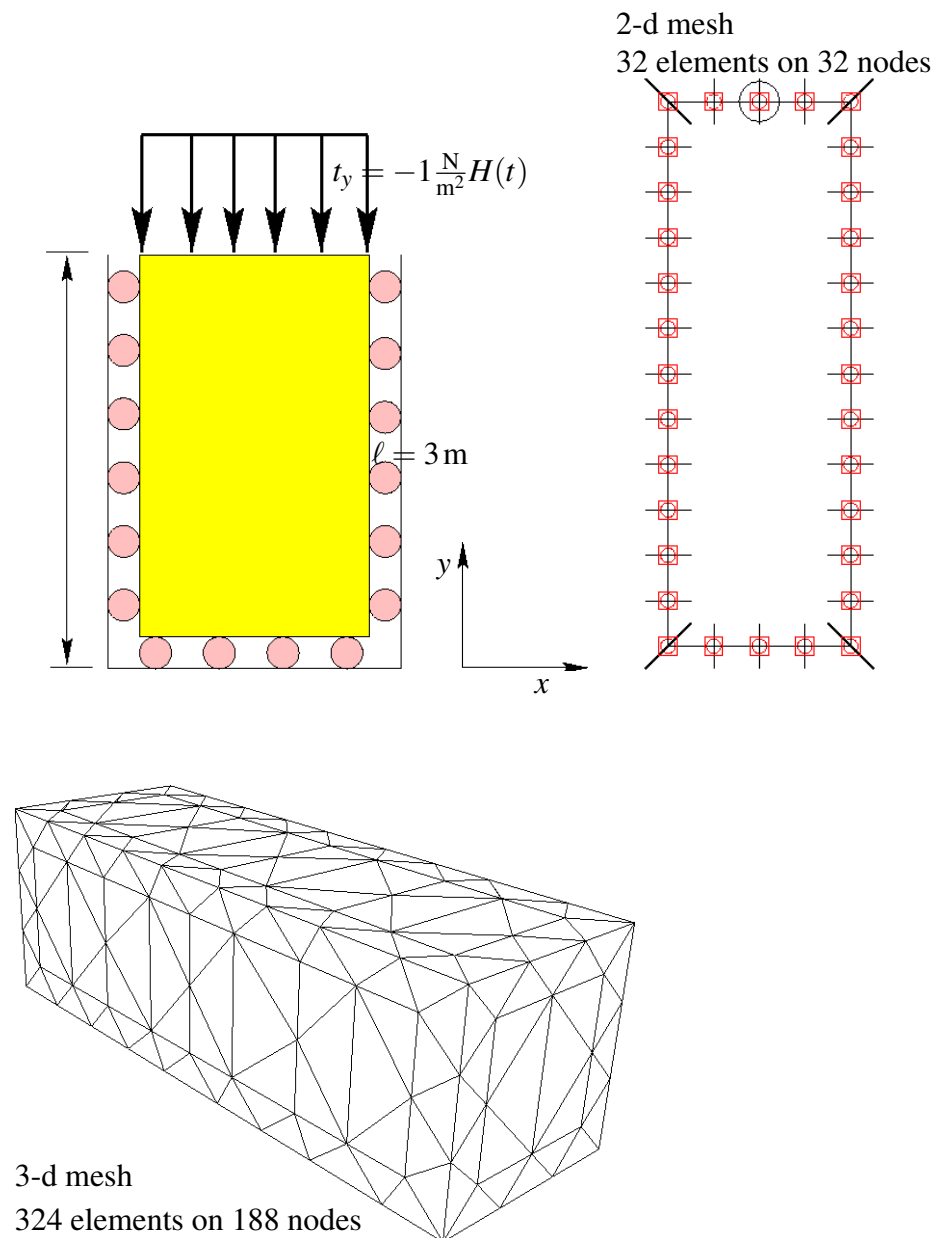 2-d mesh
32 elements on 32 nodes
t_y = −1 N/m² H(t)
ℓ = 3 m
y
x
3-d mesh
324 elements on 188 nodes